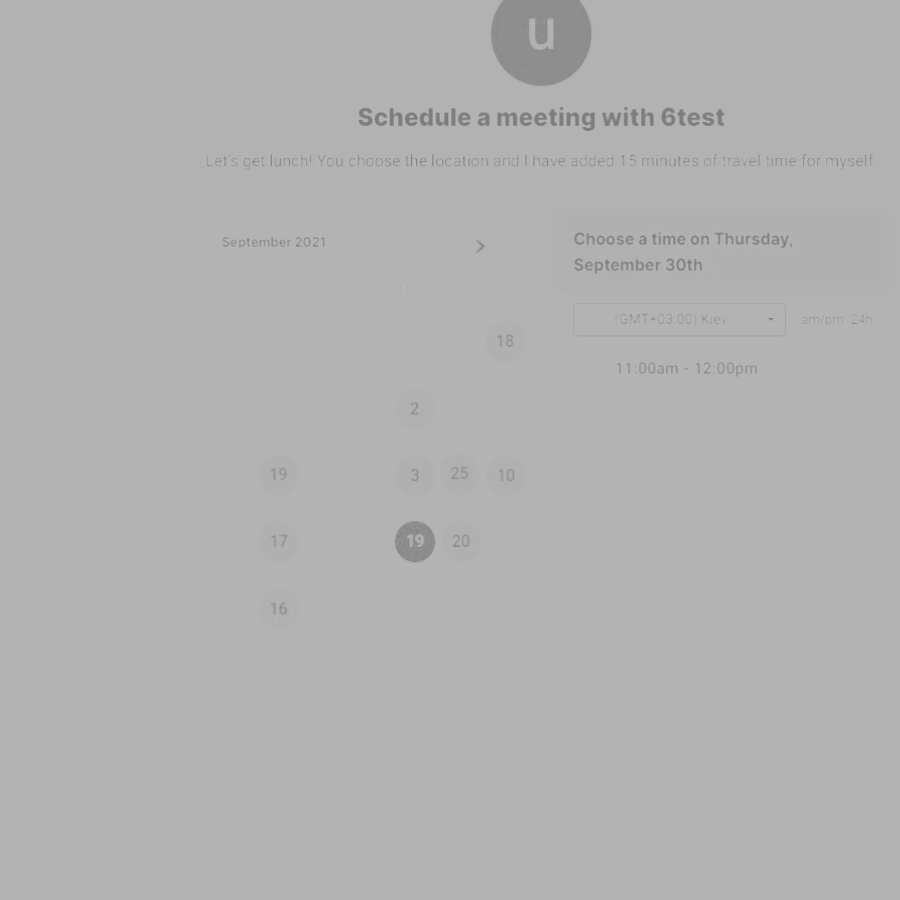 u
Schedule a meeting with 6test
Let's get lunch! You choose the location and I have added 15 minutes of travel time for myself
September 2021
18
2
19 3 25 10
17 19 20
16
Choose a time on Thursday,
September 30th
(GMT+03:00) Kiev am/pm 24h
11:00am - 12:00pm